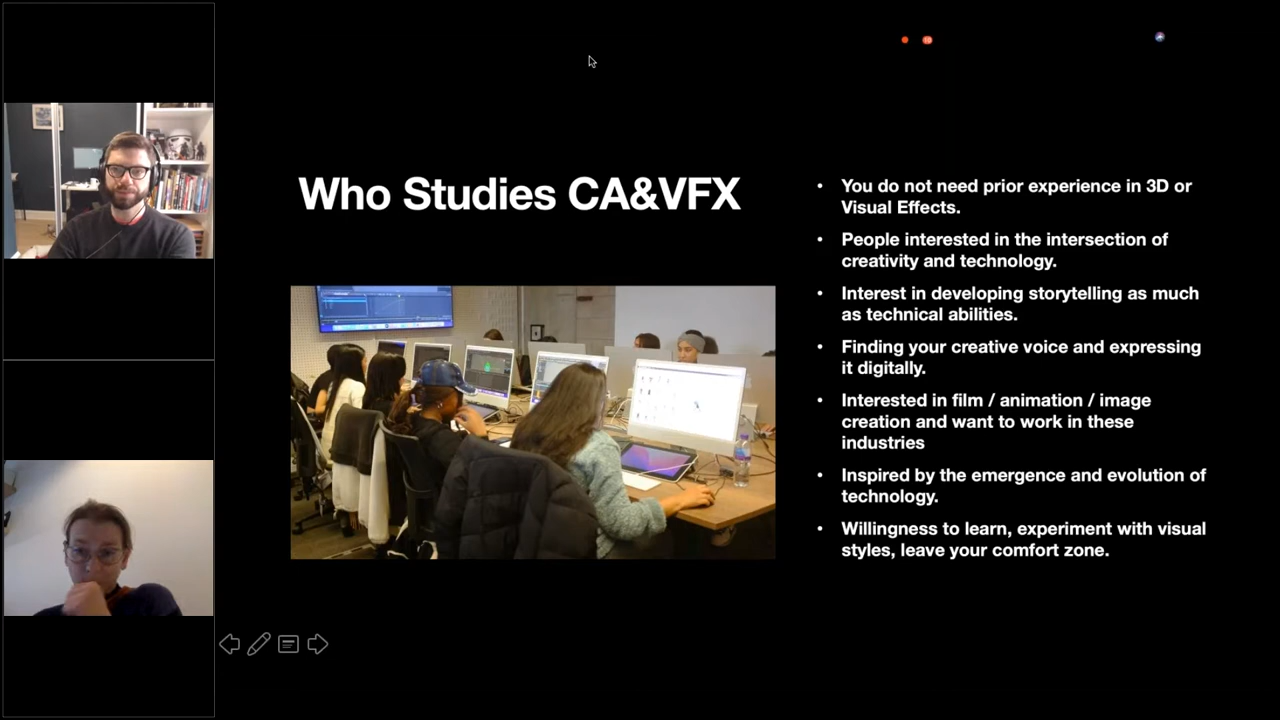 Who Studies CA&VFX
• You do not need prior experience in 3D or
Visual Effects.
• People interested in the intersection of
creativity and technology.
• Interest in developing storytelling as much
as technical abilities.
• Finding your creative voice and expressing
it digitally.
• Interested in film / animation / image
creation and want to work in these
industries
• Inspired by the emergence and evolution of
technology.
• Willingness to learn, experiment with visual
styles, leave your comfort zone.